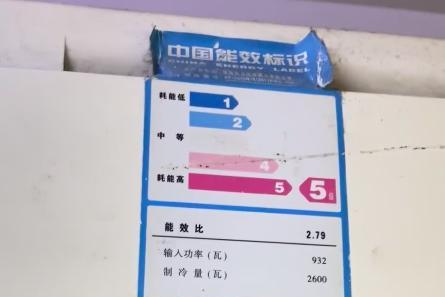 中国能效标识
CHINA ENERGY LABEL
耗能低 1
2
中 等
4
耗能高 5 5级
能效比 2.79
输入功率(瓦) 932
制冷量(瓦) 2600